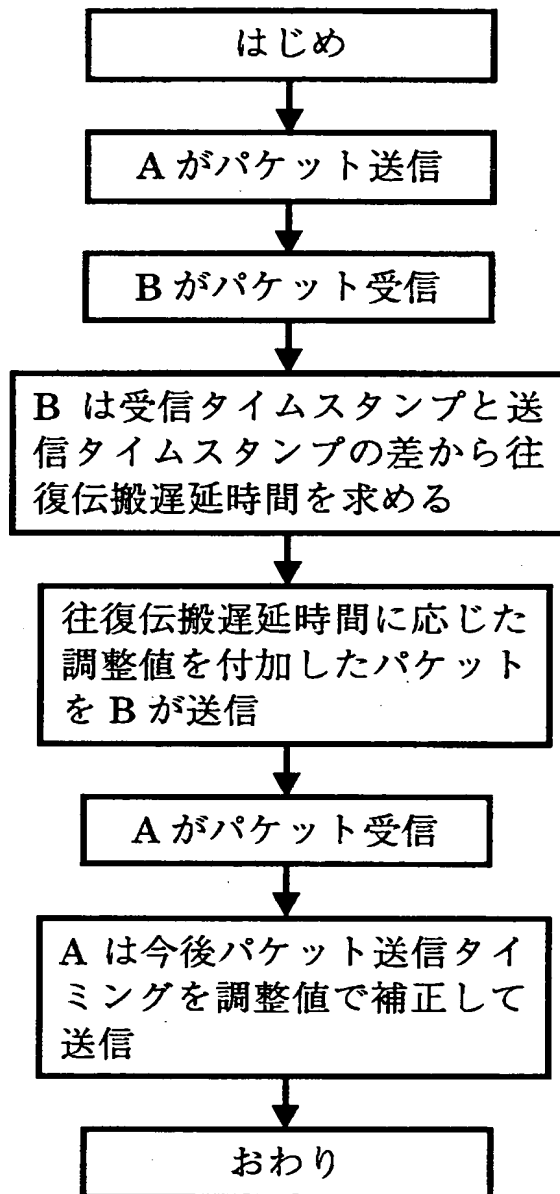 はじめ
Aがパケット送信
Bがパケット受信
B は受信タイムスタンプと送
信タイムスタンプの差から往
復伝搬遅延時間を求める
往復伝搬遅延時間に応じた
調整値を付加したパケット
を B が送信
A がパケット受信
A は今後パケット送信タイ
ミングを調整値で補正して
送信
おわり